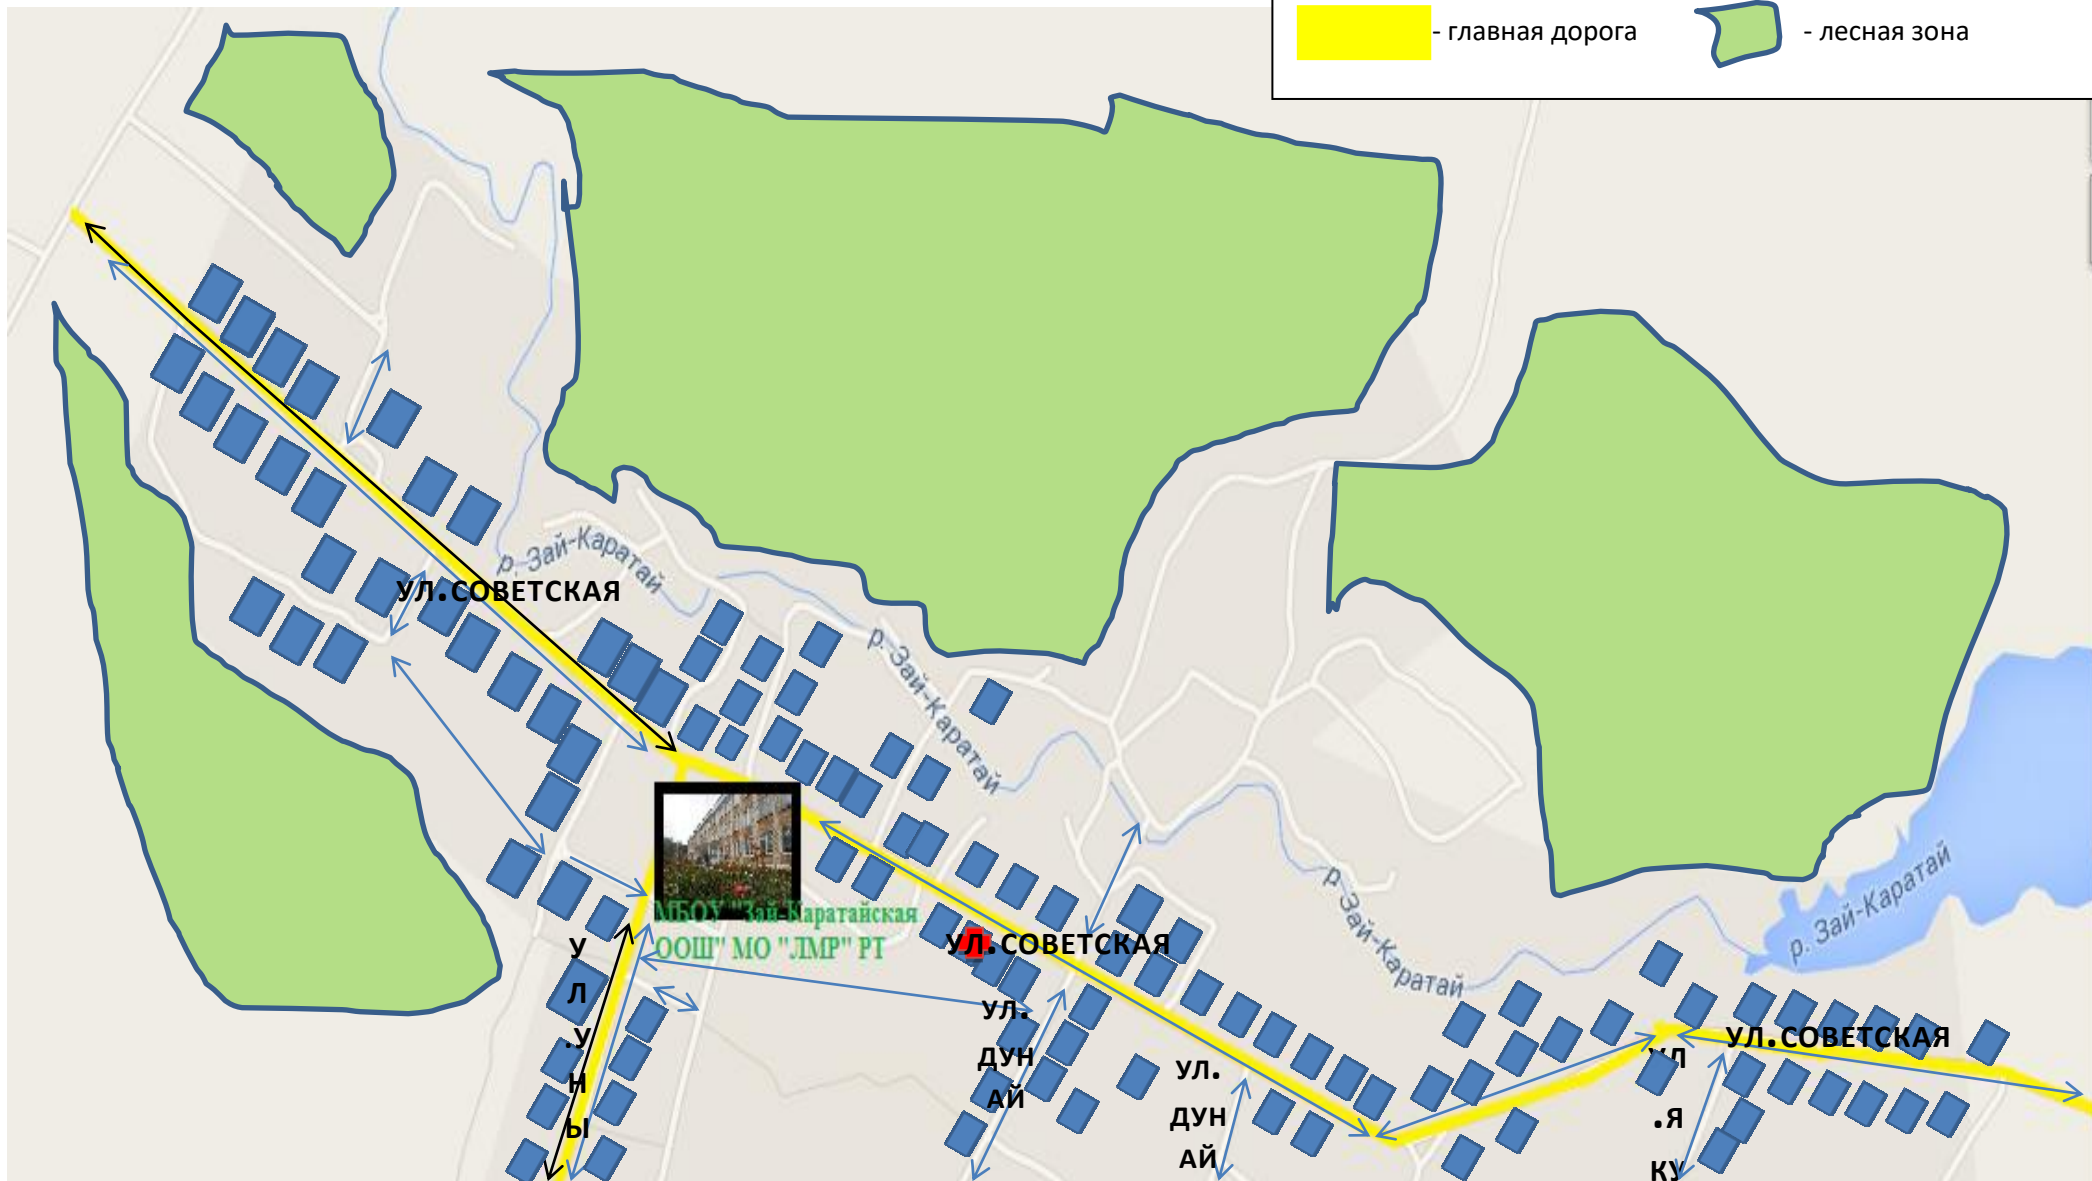 - главная дорога
- лесная зона
р. Зай-Каратай
УЛ.СОВЕТСКАЯ
р. Зай-Каратай
МБОУ "Зай-Каратайская
ООШ" МО "ЛМР" РТ
УЛ.СОВЕТСКАЯ
р. Зай-Каратай
р. Зай-Каратай
УЛ.СОВЕТСКАЯ
У
Л
.У
Н
Ы
УЛ.
ДУН
АЙ
УЛ.
ДУН
АЙ
УЛ
.Я
КУ